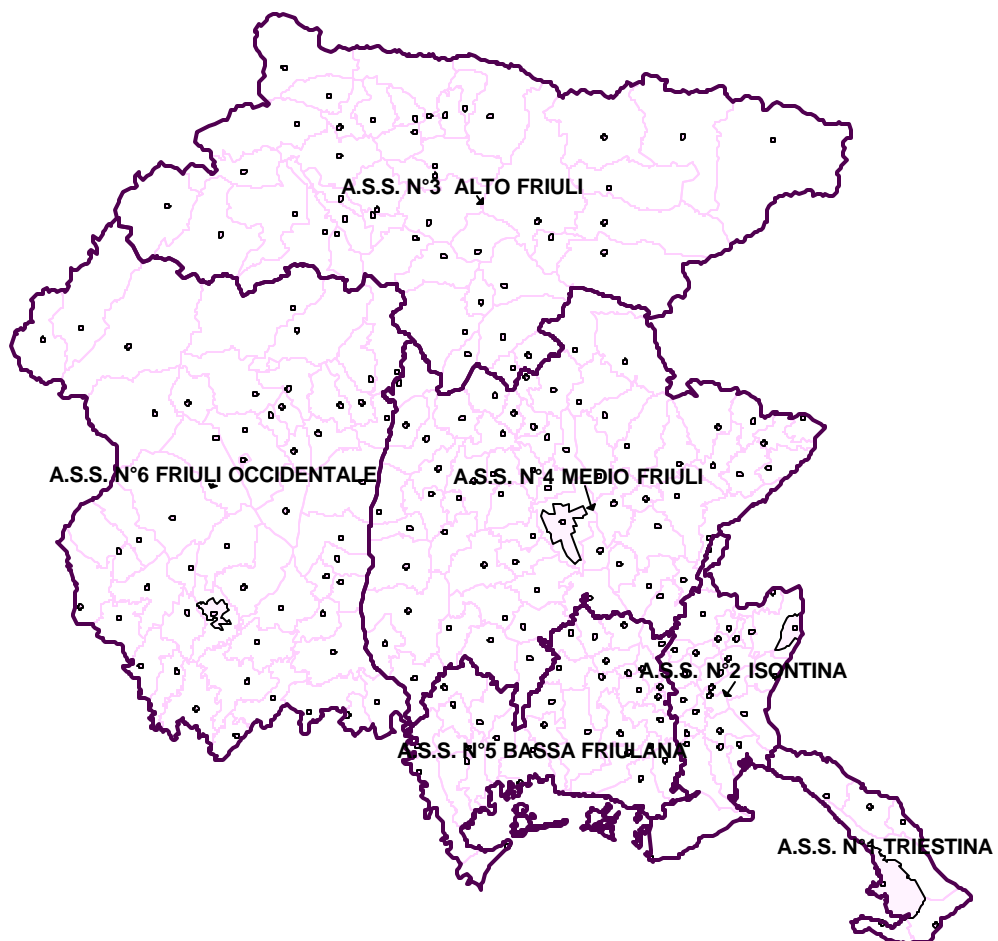 A.S.S. N°3 ALTO FRIULI
A.S.S. N°6 FRIULI OCCIDENTALE
A.S.S. N°4 MEDIO FRIULI
A.S.S. N°2 ISONTINA
A.S.S. N°5 BASSA FRIULANA
A.S.S. N°1 TRIESTINA